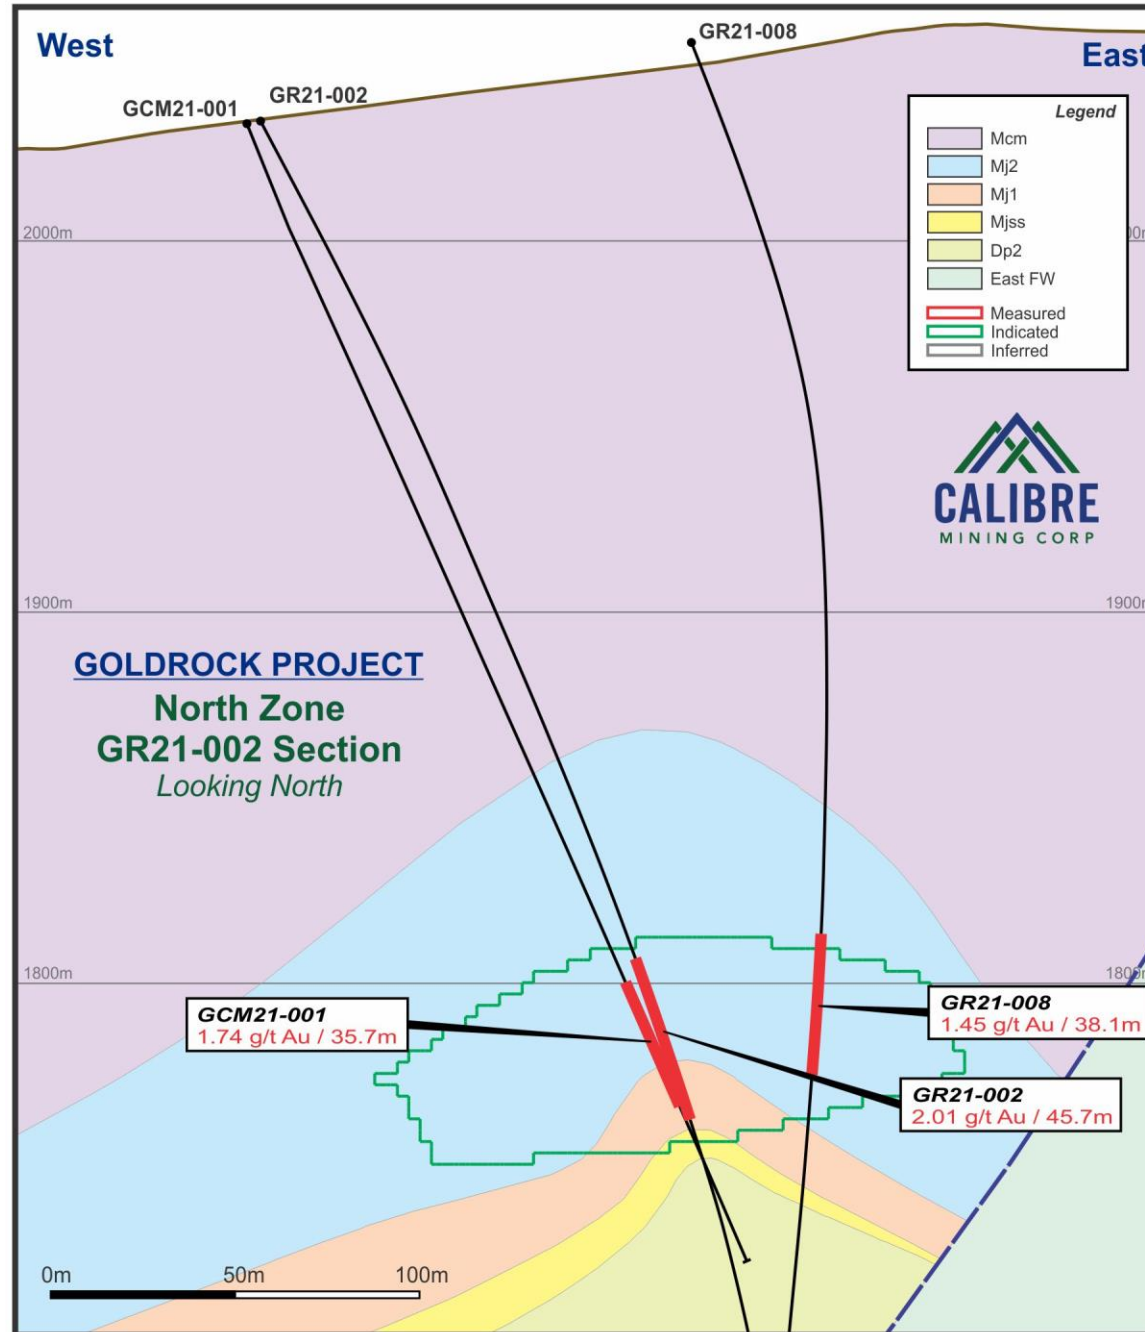 West
GR21-008
East
GCM21-001
GR21-002
Legend
Mcm
Mj2
Mj1
Mjss
Dp2
East FW
Measured
Indicated
Inferred
2000m
00m
CALIBRE
MINING CORP
1900m
1900m
GOLDROCK PROJECT
North Zone
GR21-002 Section
Looking North
1800m
1800m
GCM21-001
1.74 g/t Au / 35.7m
GR21-008
1.45 g/t Au / 38.1m
GR21-002
2.01 g/t Au / 45.7m
0m
50m
100m